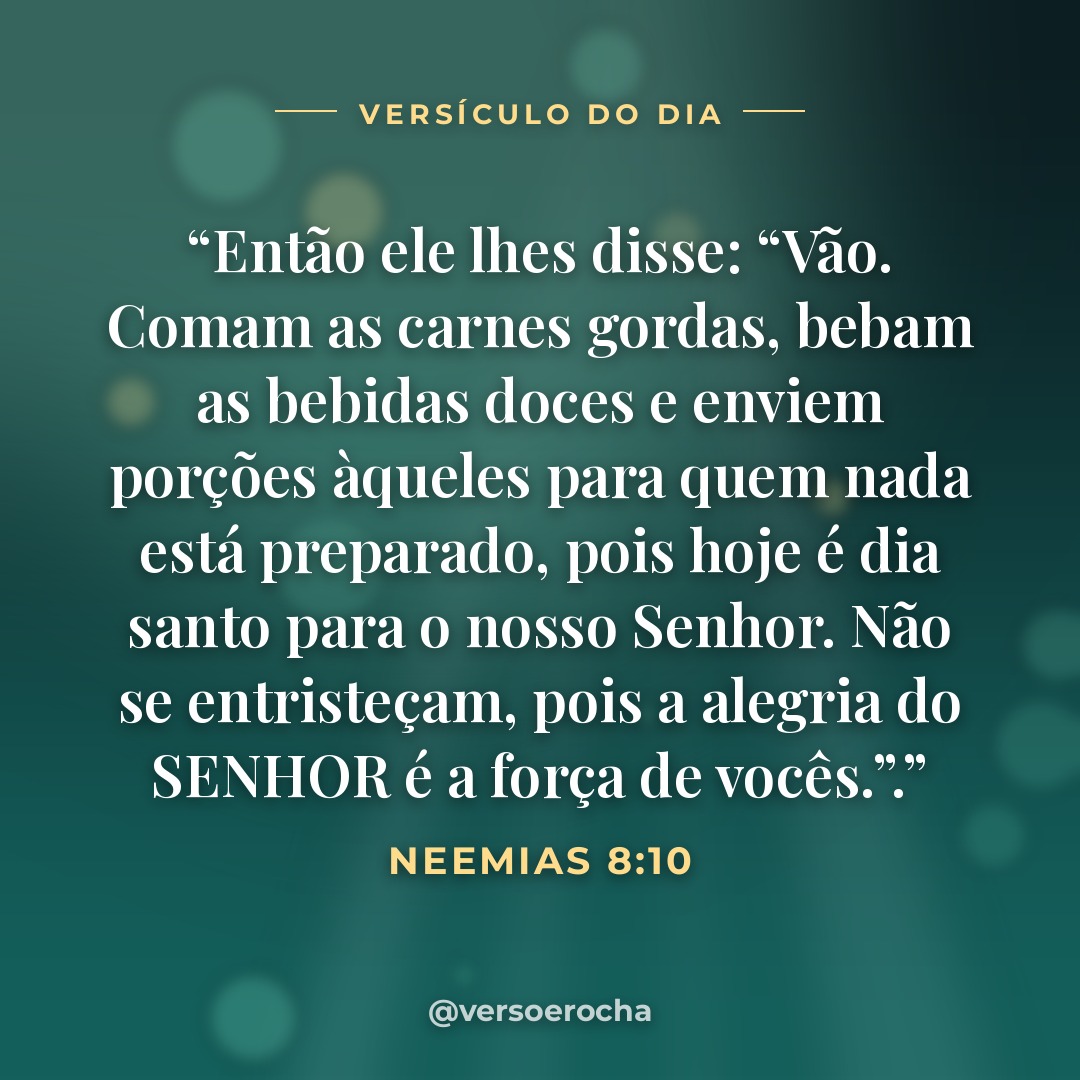 VERSÍCULO DO DIA
“Então ele lhes disse: “Vão.
Comam as carnes gordas, bebam
as bebidas doces e enviem
porções àqueles para quem nada
está preparado, pois hoje é dia
santo para o nosso Senhor. Não
se entristeçam, pois a alegria do
SENHOR é a força de vocês.”.”
NEEMIAS 8:10
@versoerocha